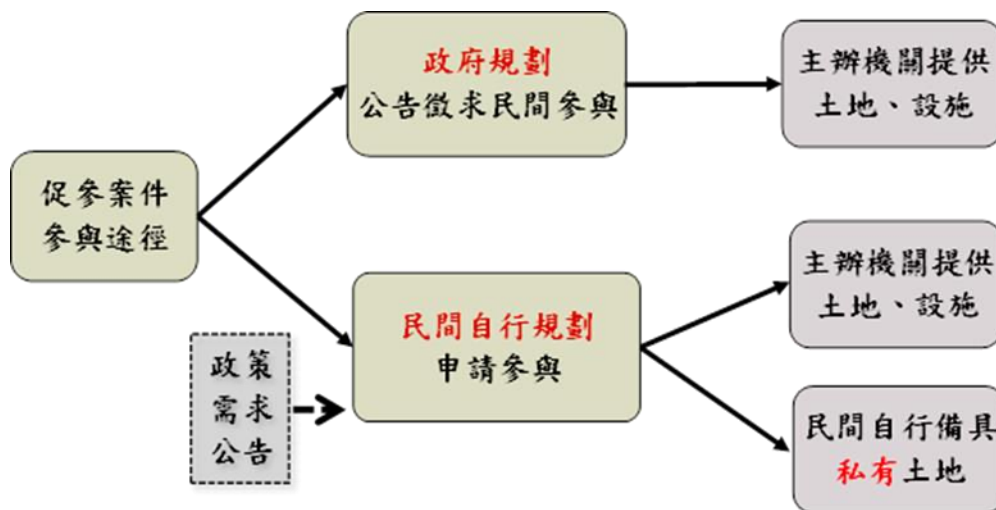 促參案件
參與途徑
政府規劃
公告徵求民間參與
主辦機關提供
土地、設施
政策
需求
公告
民間自行規劃
申請參與
主辦機關提供
土地、設施
民間自行備具
私有土地